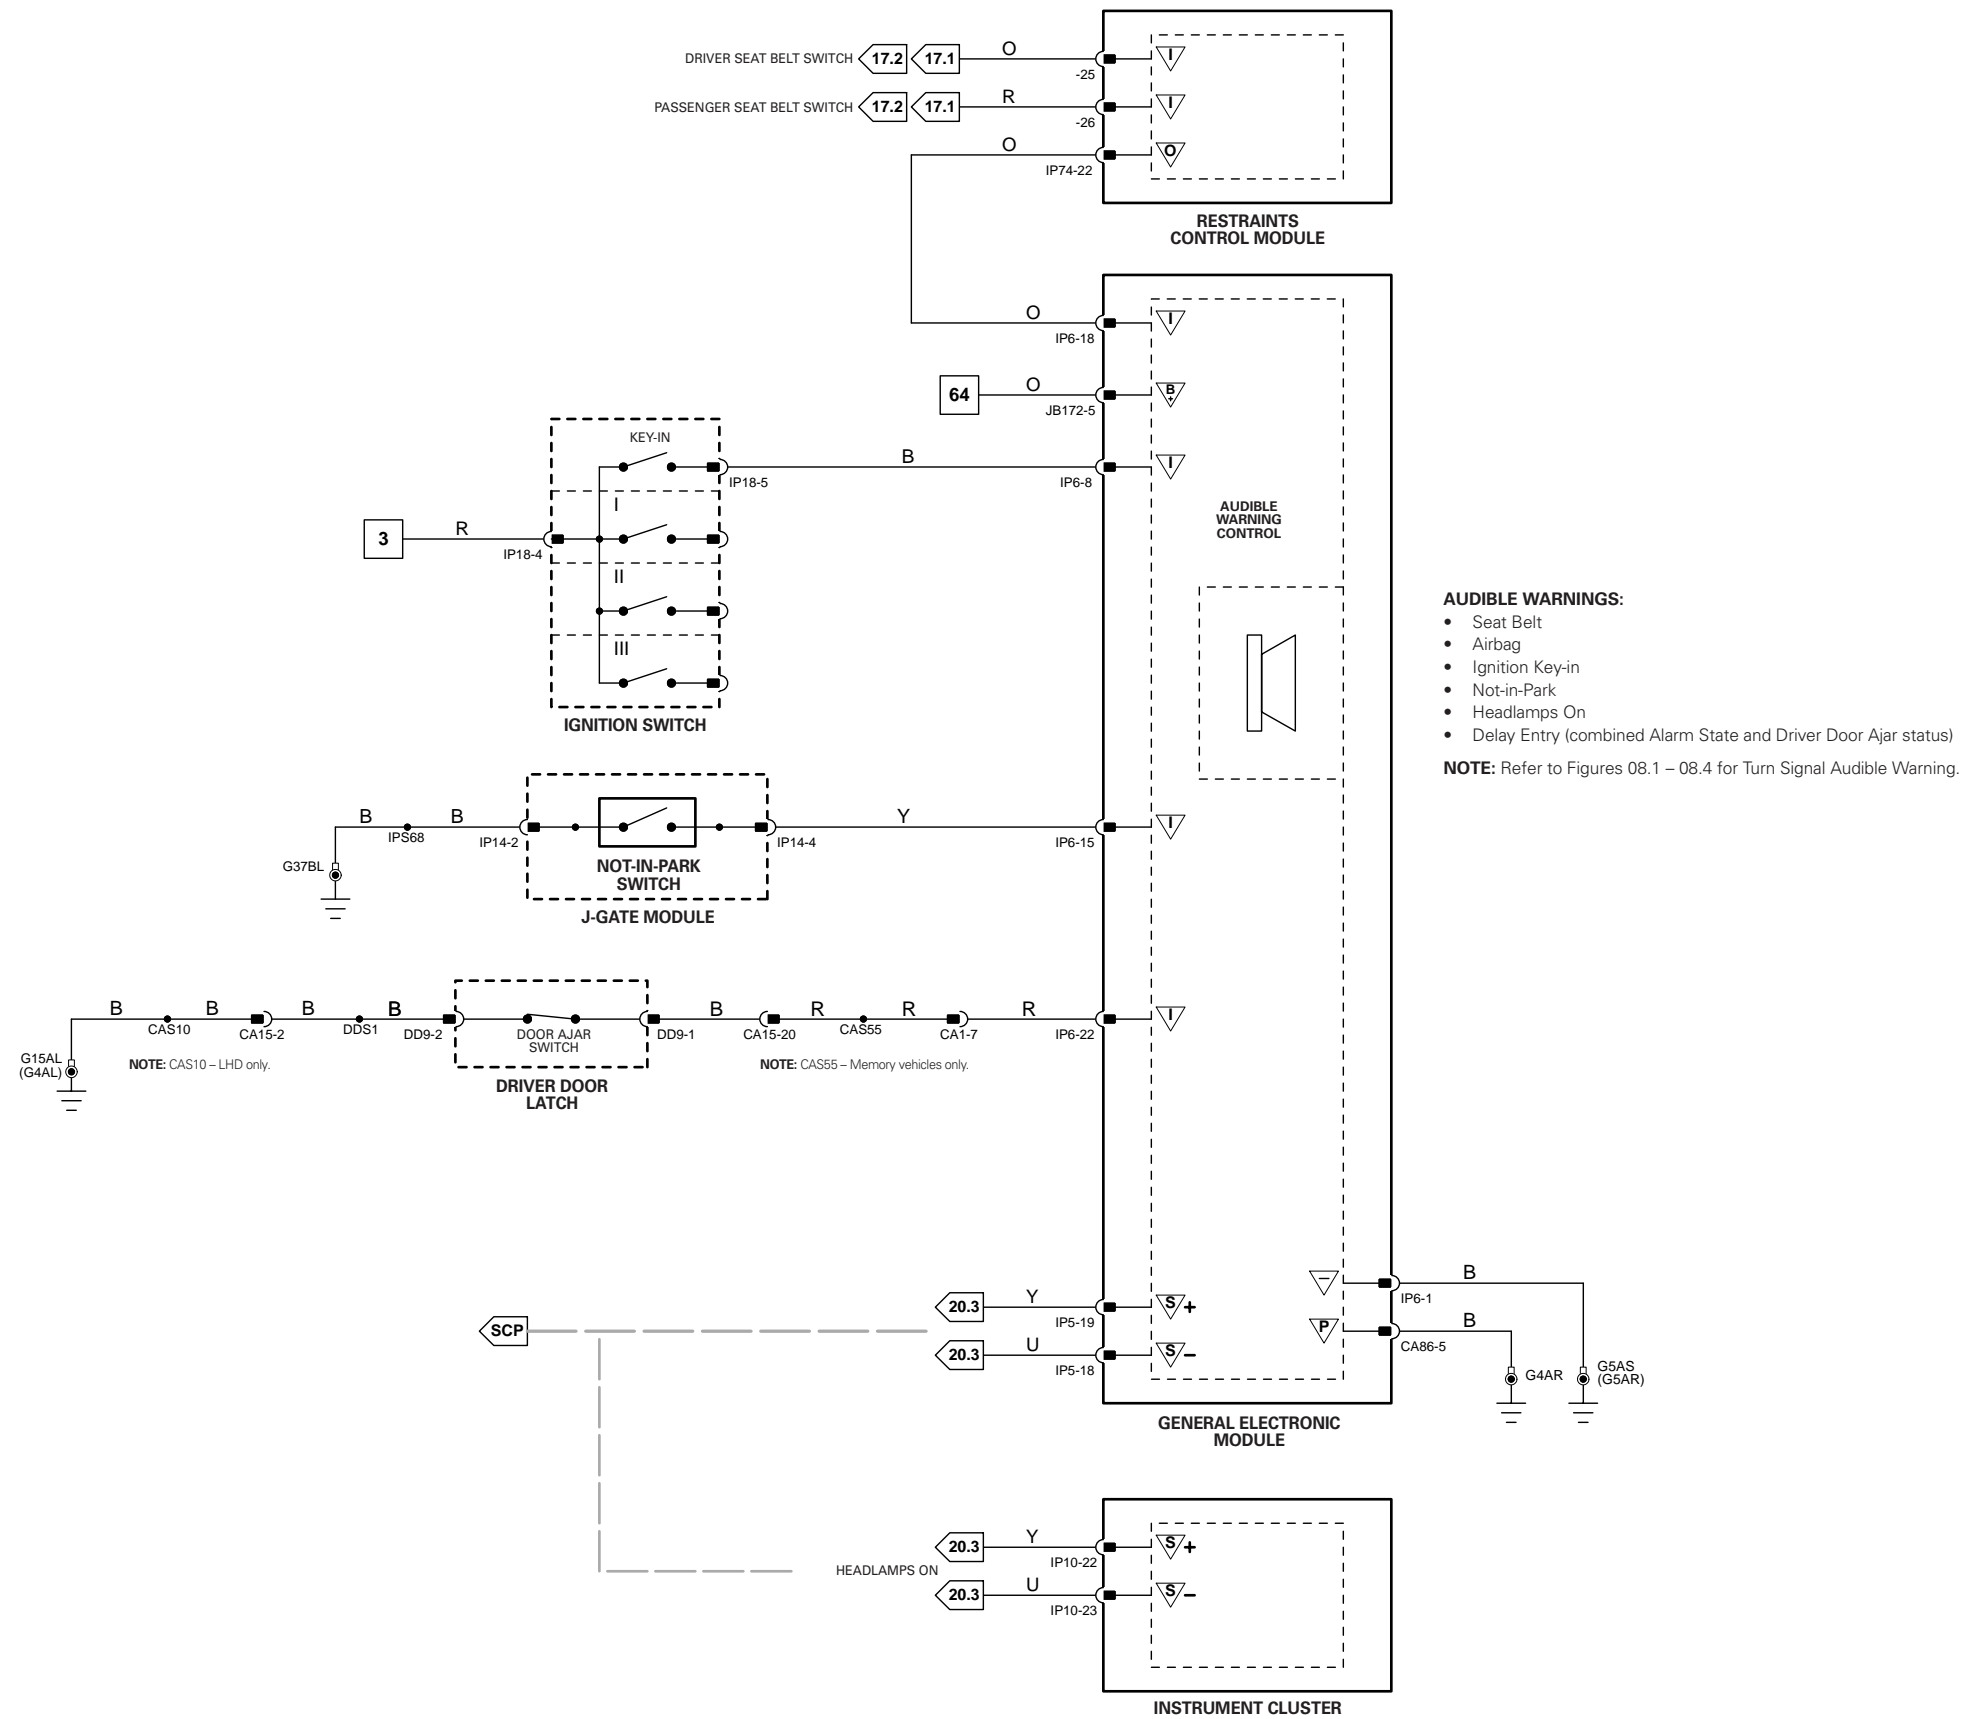 DRIVER SEAT BELT SWITCH 17.2 17.1 O
-25
I
PASSENGER SEAT BELT SWITCH 17.2 17.1 R
-26
I
O
IP74-22
O
RESTRAINTS
CONTROL MODULE
O
IP6-18
I
64 O
JB172-5
B
+
KEY-IN
IP18-5
B
IP6-8
I
I
AUDIBLE
WARNING
CONTROL
3 R
IP18-4
II
III
IGNITION SWITCH
AUDIBLE WARNINGS:
• Seat Belt
• Airbag
• Ignition Key-in
• Not-in-Park
• Headlamps On
• Delay Entry (combined Alarm State and Driver Door Ajar status)
NOTE: Refer to Figures 08.1 – 08.4 for Turn Signal Audible Warning.
B
IPS68
B
IP14-2
IP14-4
Y
IP6-15
I
G37BL
NOT-IN-PARK
SWITCH
J-GATE MODULE
B
CAS10
B
CA15-2
B
DDS1
B
DD9-2
DOOR AJAR
SWITCH
DD9-1
B
CA15-20
R
CAS55
R
CA1-7
R
IP6-22
I
G15AL
(G4AL)
NOTE: CAS10 – LHD only.
NOTE: CAS55 – Memory vehicles only.
DRIVER DOOR
LATCH
–
B
IP6-1
20.3 Y
IP5-19
S +
SCP
P
B
CA86-5
20.3 U
IP5-18
S –
G4AR
G5AS
(G5AR)
GENERAL ELECTRONIC
MODULE
20.3 Y
IP10-22
S +
HEADLAMPS ON
20.3 U
IP10-23
S –
INSTRUMENT CLUSTER